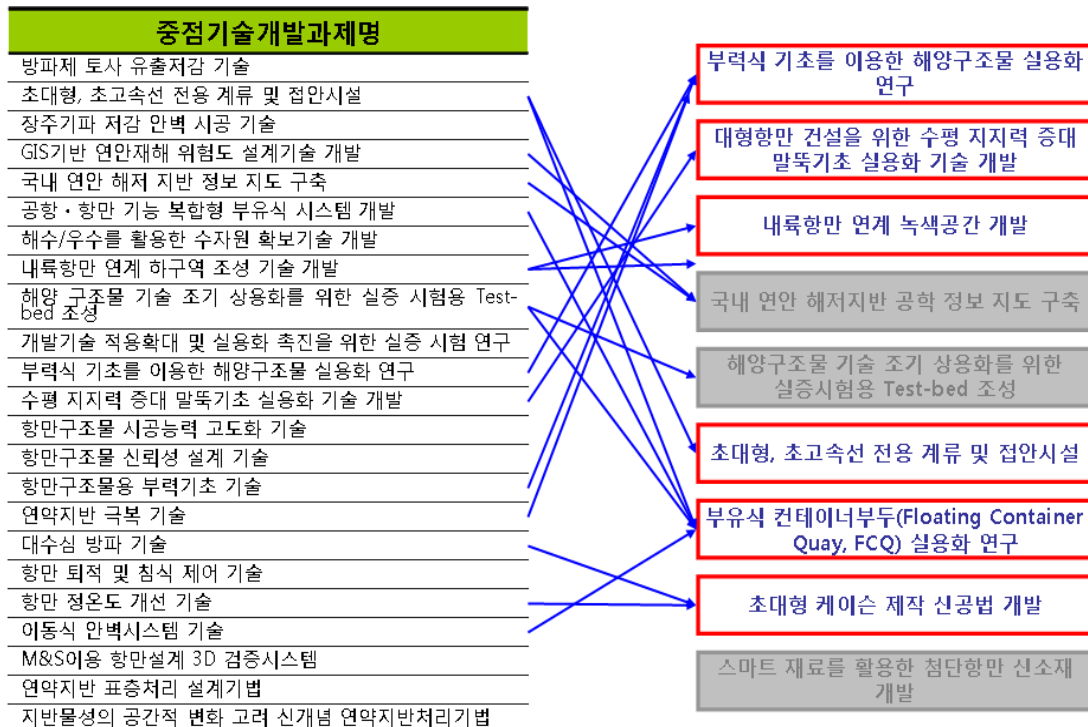 중점기술개발과제명
방파제 토사 유출저감 기술
초대형, 초고속선 전용 계류 및 접안시설
장주기파 저감 안벽 시공 기술
GIS기반 연안재해 위험도 설계기술 개발
국내 연안 해저 지반 정보 지도 구축
공항·항만 기능 복합형 부유식 시스템 개발
해수/우수를 활용한 수자원 확보기술 개발
내륙항만 연계 하구역 조성 기술 개발
해양 구조물 기술 조기 상용화를 위한 실증 시험용 Test-
bed 조성
개발기술 적용확대 및 실용화 촉진을 위한 실증 시험 연구
부력식 기초를 이용한 해양구조물 실용화 연구
수평 지지력 증대 말뚝기초 실용화 기술 개발
항만구조물 시공능력 고도화 기술
항만구조물 신뢰성 설계 기술
항만구조물용 부력기초 기술
연약지반 극복 기술
대수심 방파 기술
항만 퇴적 및 침식 제어 기술
항만 정온도 개선 기술
이동식 안벽시스템 기술
M&S이용 항만설계 3D 검증시스템
연약지반 표층처리 설계기법
지반물성의 공간적 변화 고려 신개념 연약지반처리기법
부력식 기초를 이용한 해양구조물 실용화
연구
대형항만 건설을 위한 수평 지지력 증대
말뚝기초 실용화 기술 개발
내륙항만 연계 녹색공간 개발
국내 연안 해저지반 공학 정보 지도 구축
해양구조물 기술 조기 상용화를 위한
실증시험용 Test-bed 조성
초대형, 초고속선 전용 계류 및 접안시설
부유식 컨테이너부두(Floating Container
Quay, FCQ) 실용화 연구
초대형 케이슨 제작 신공법 개발
스마트 재료를 활용한 첨단항만 신소재
개발